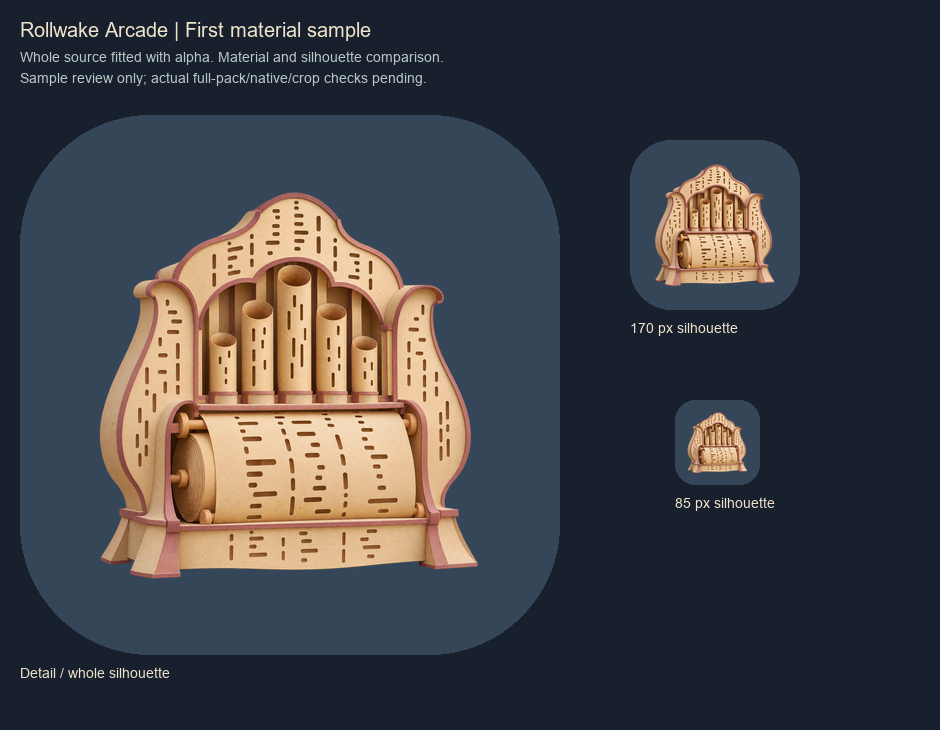 Rollwake Arcade | First material sample
Whole source fitted with alpha. Material and silhouette comparison.
Sample review only; actual full-pack/native/crop checks pending.
170 px silhouette
85 px silhouette
Detail / whole silhouette